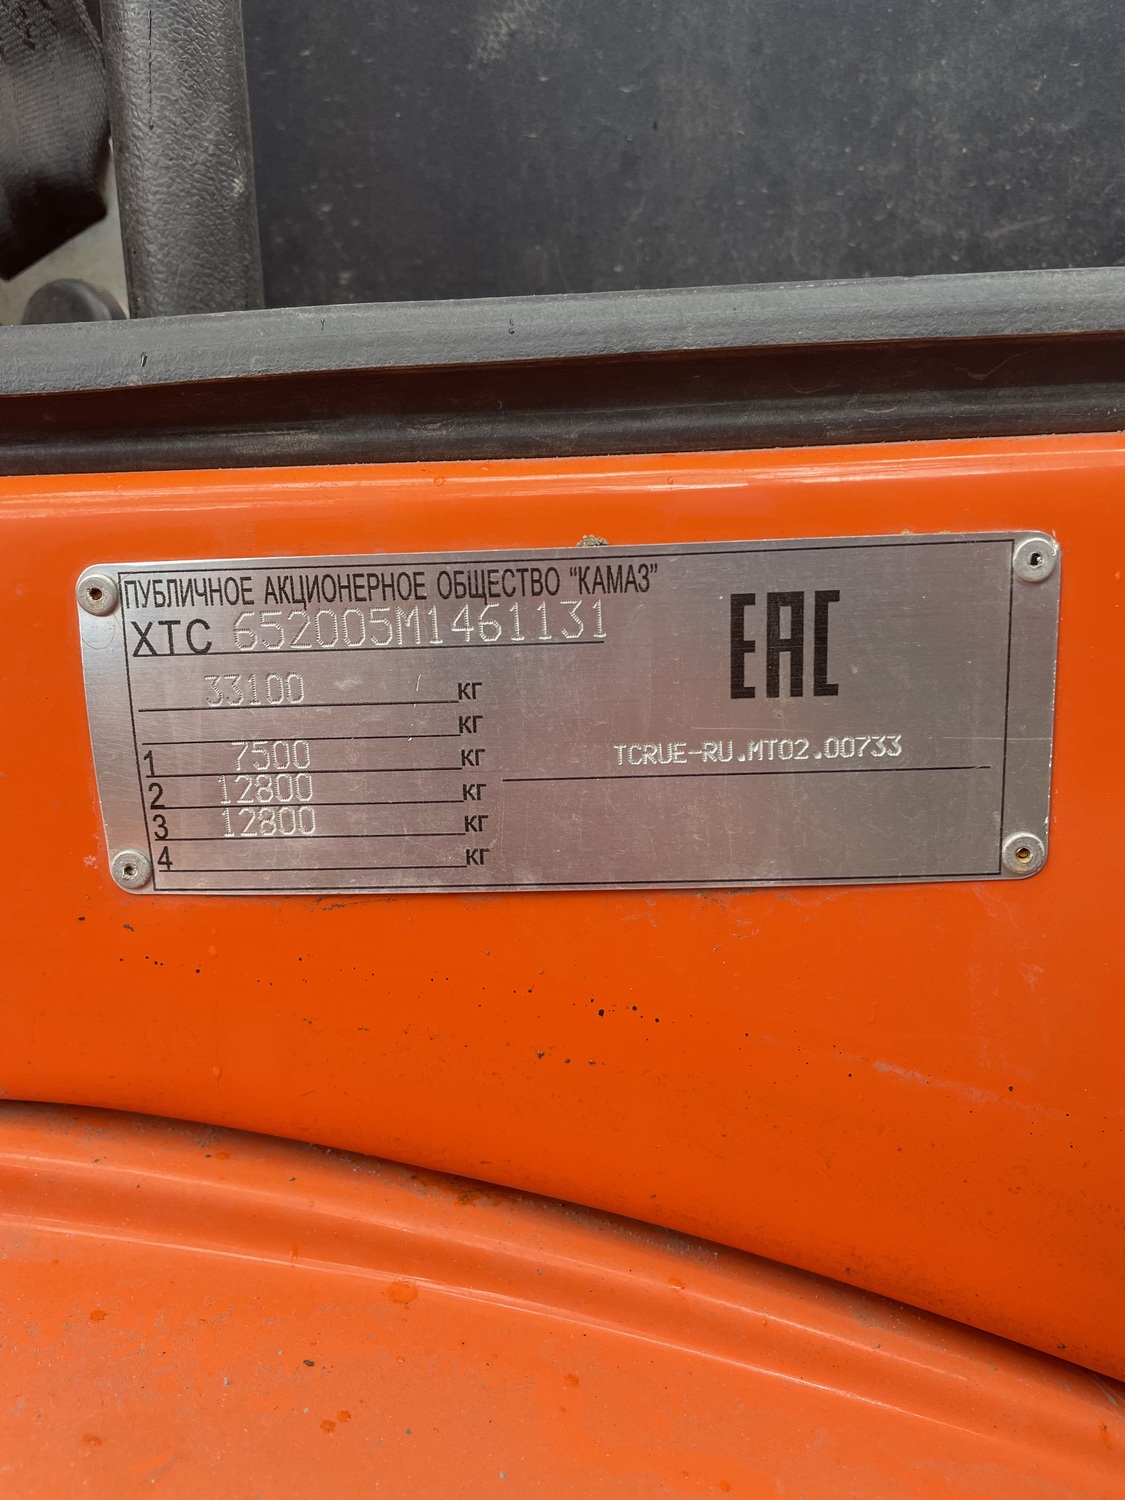 ПУБЛИЧНОЕ АКЦИОНЕРНОЕ ОБЩЕСТВО "КАМАЗ"
XTC 652005M1461131
33100 КГ
КГ
1 7500 КГ
2 12800 КГ
3 12800 КГ
4 КГ
EAC
TCRUE-RU.MT02.00733